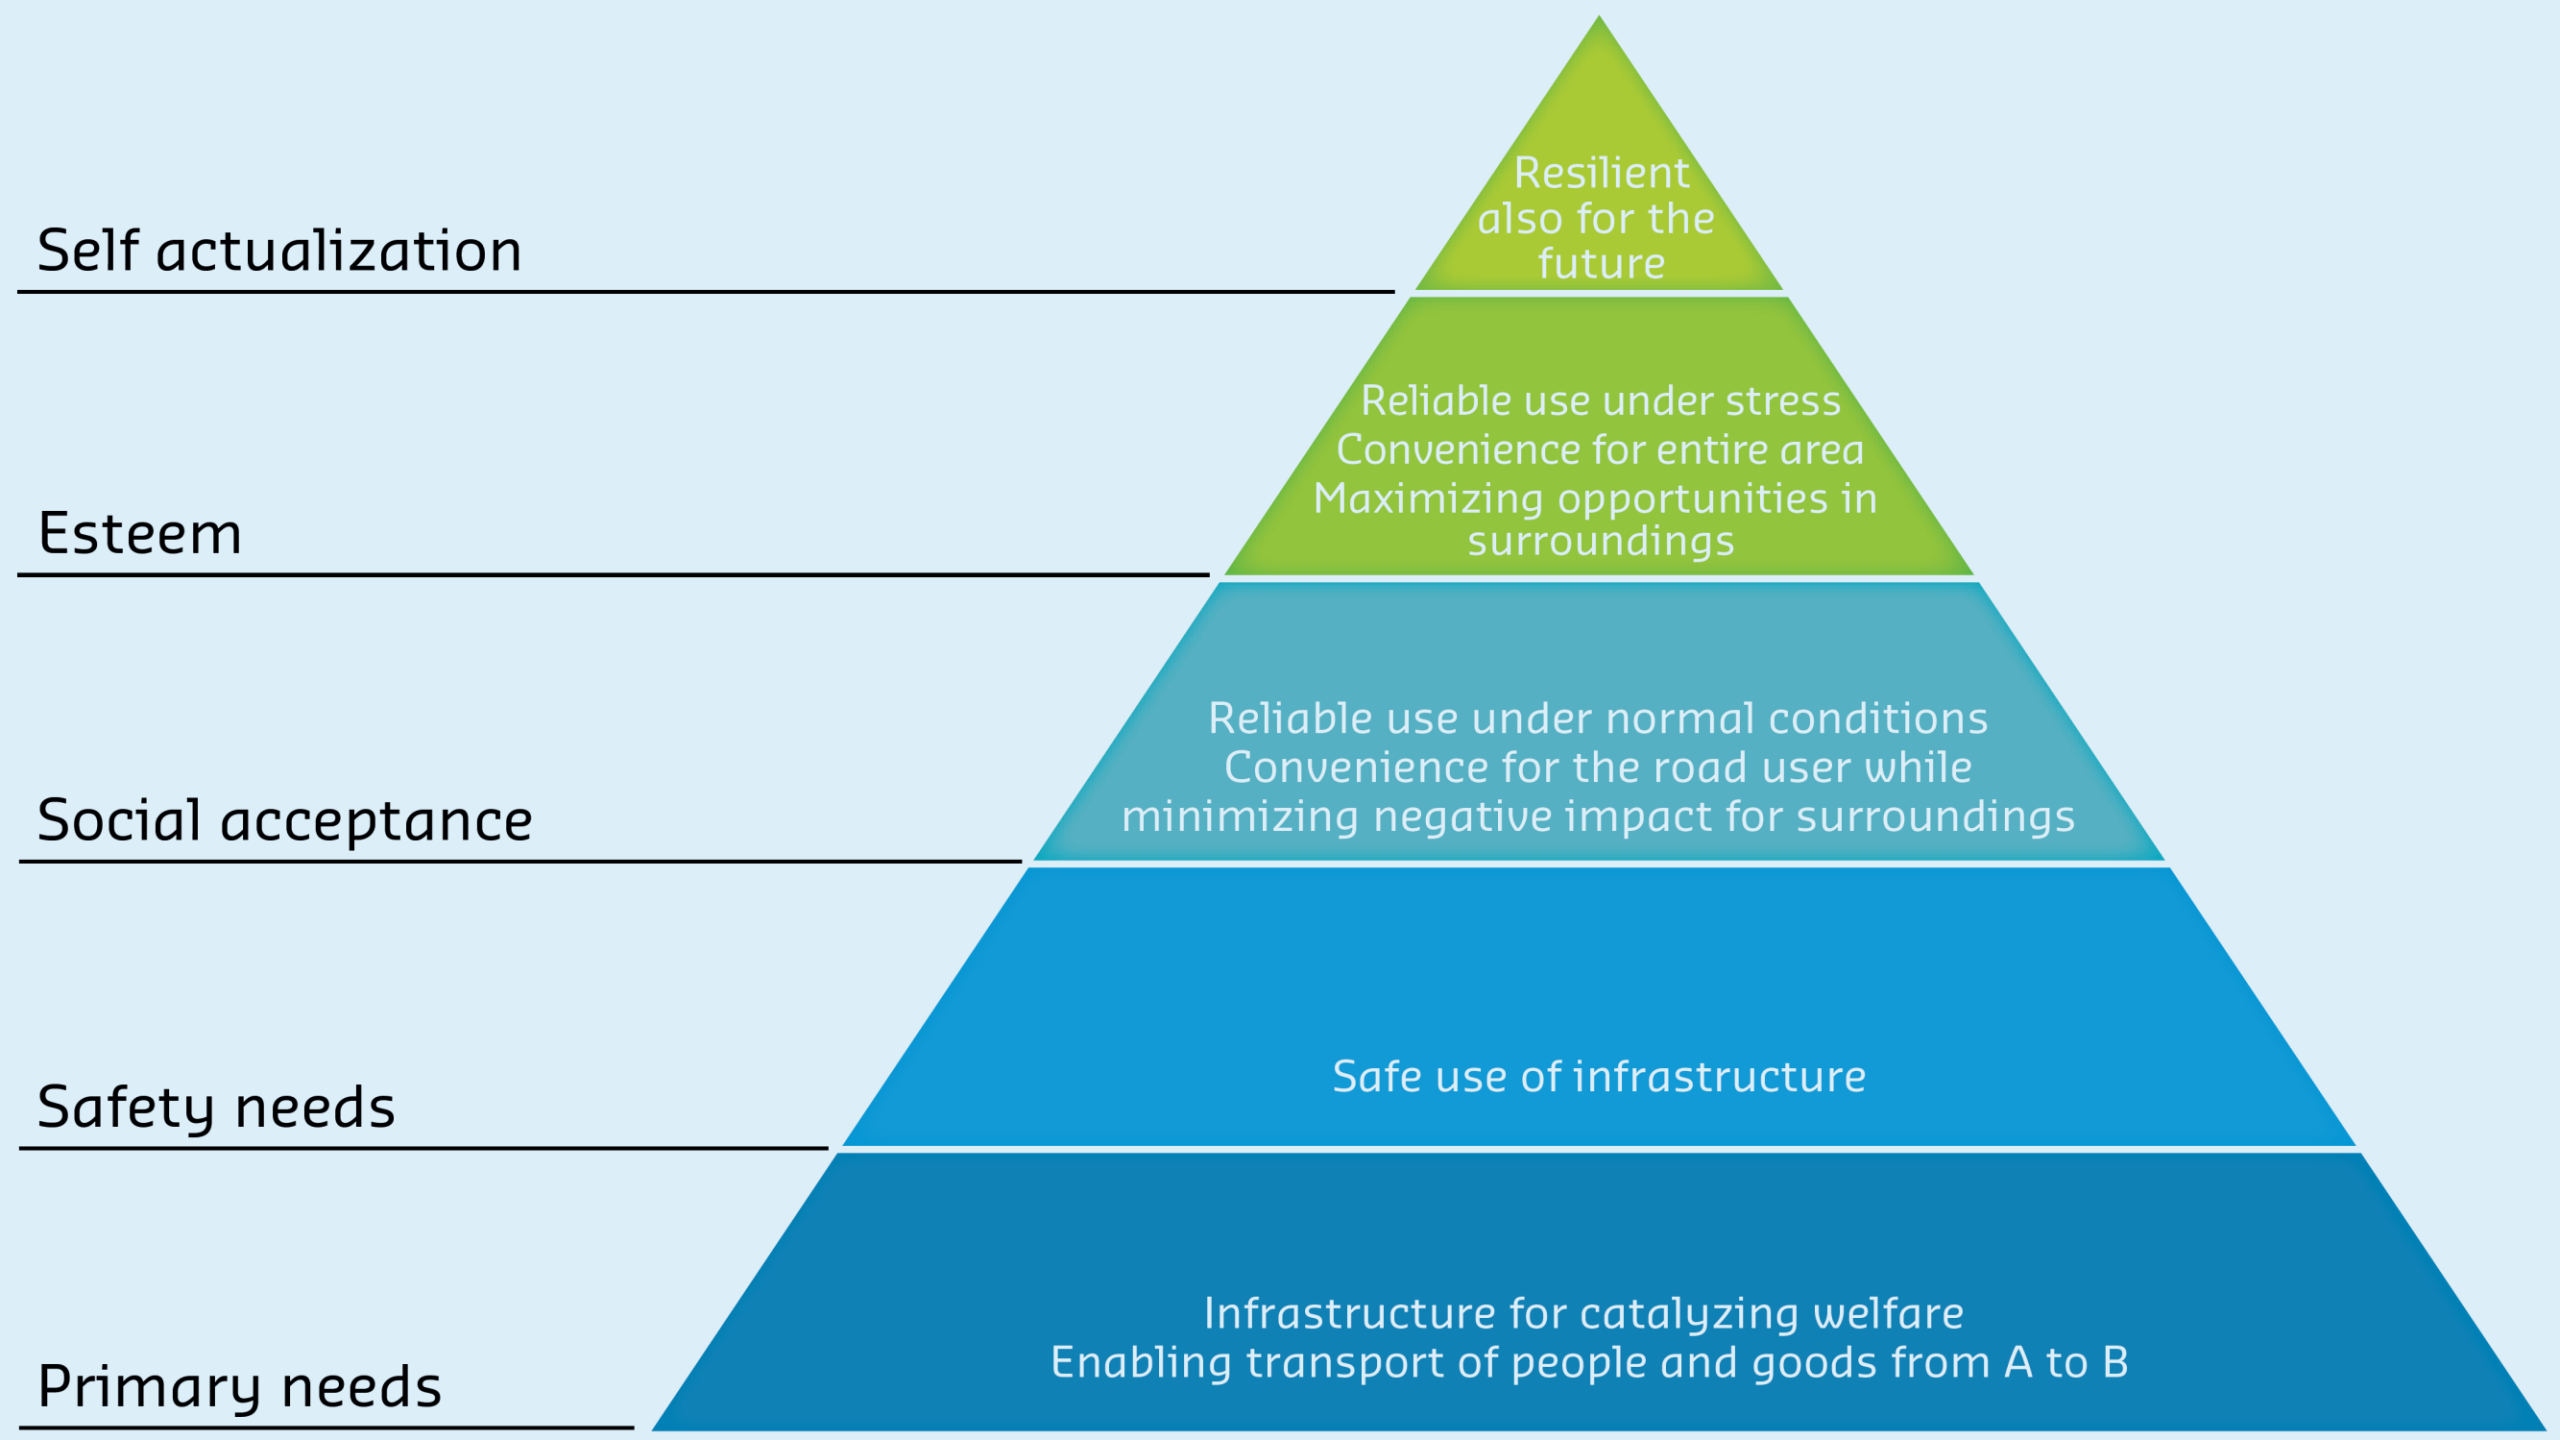 Resilient
also for the
future
Self actualization
Reliable use under stress
Convenience for entire area
Maximizing opportunities in
surroundings
Esteem
Reliable use under normal conditions
Convenience for the road user while
minimizing negative impact for surroundings
Social acceptance
Safe use of infrastructure
Safety needs
Infrastructure for catalyzing welfare
Enabling transport of people and goods from A to B
Primary needs